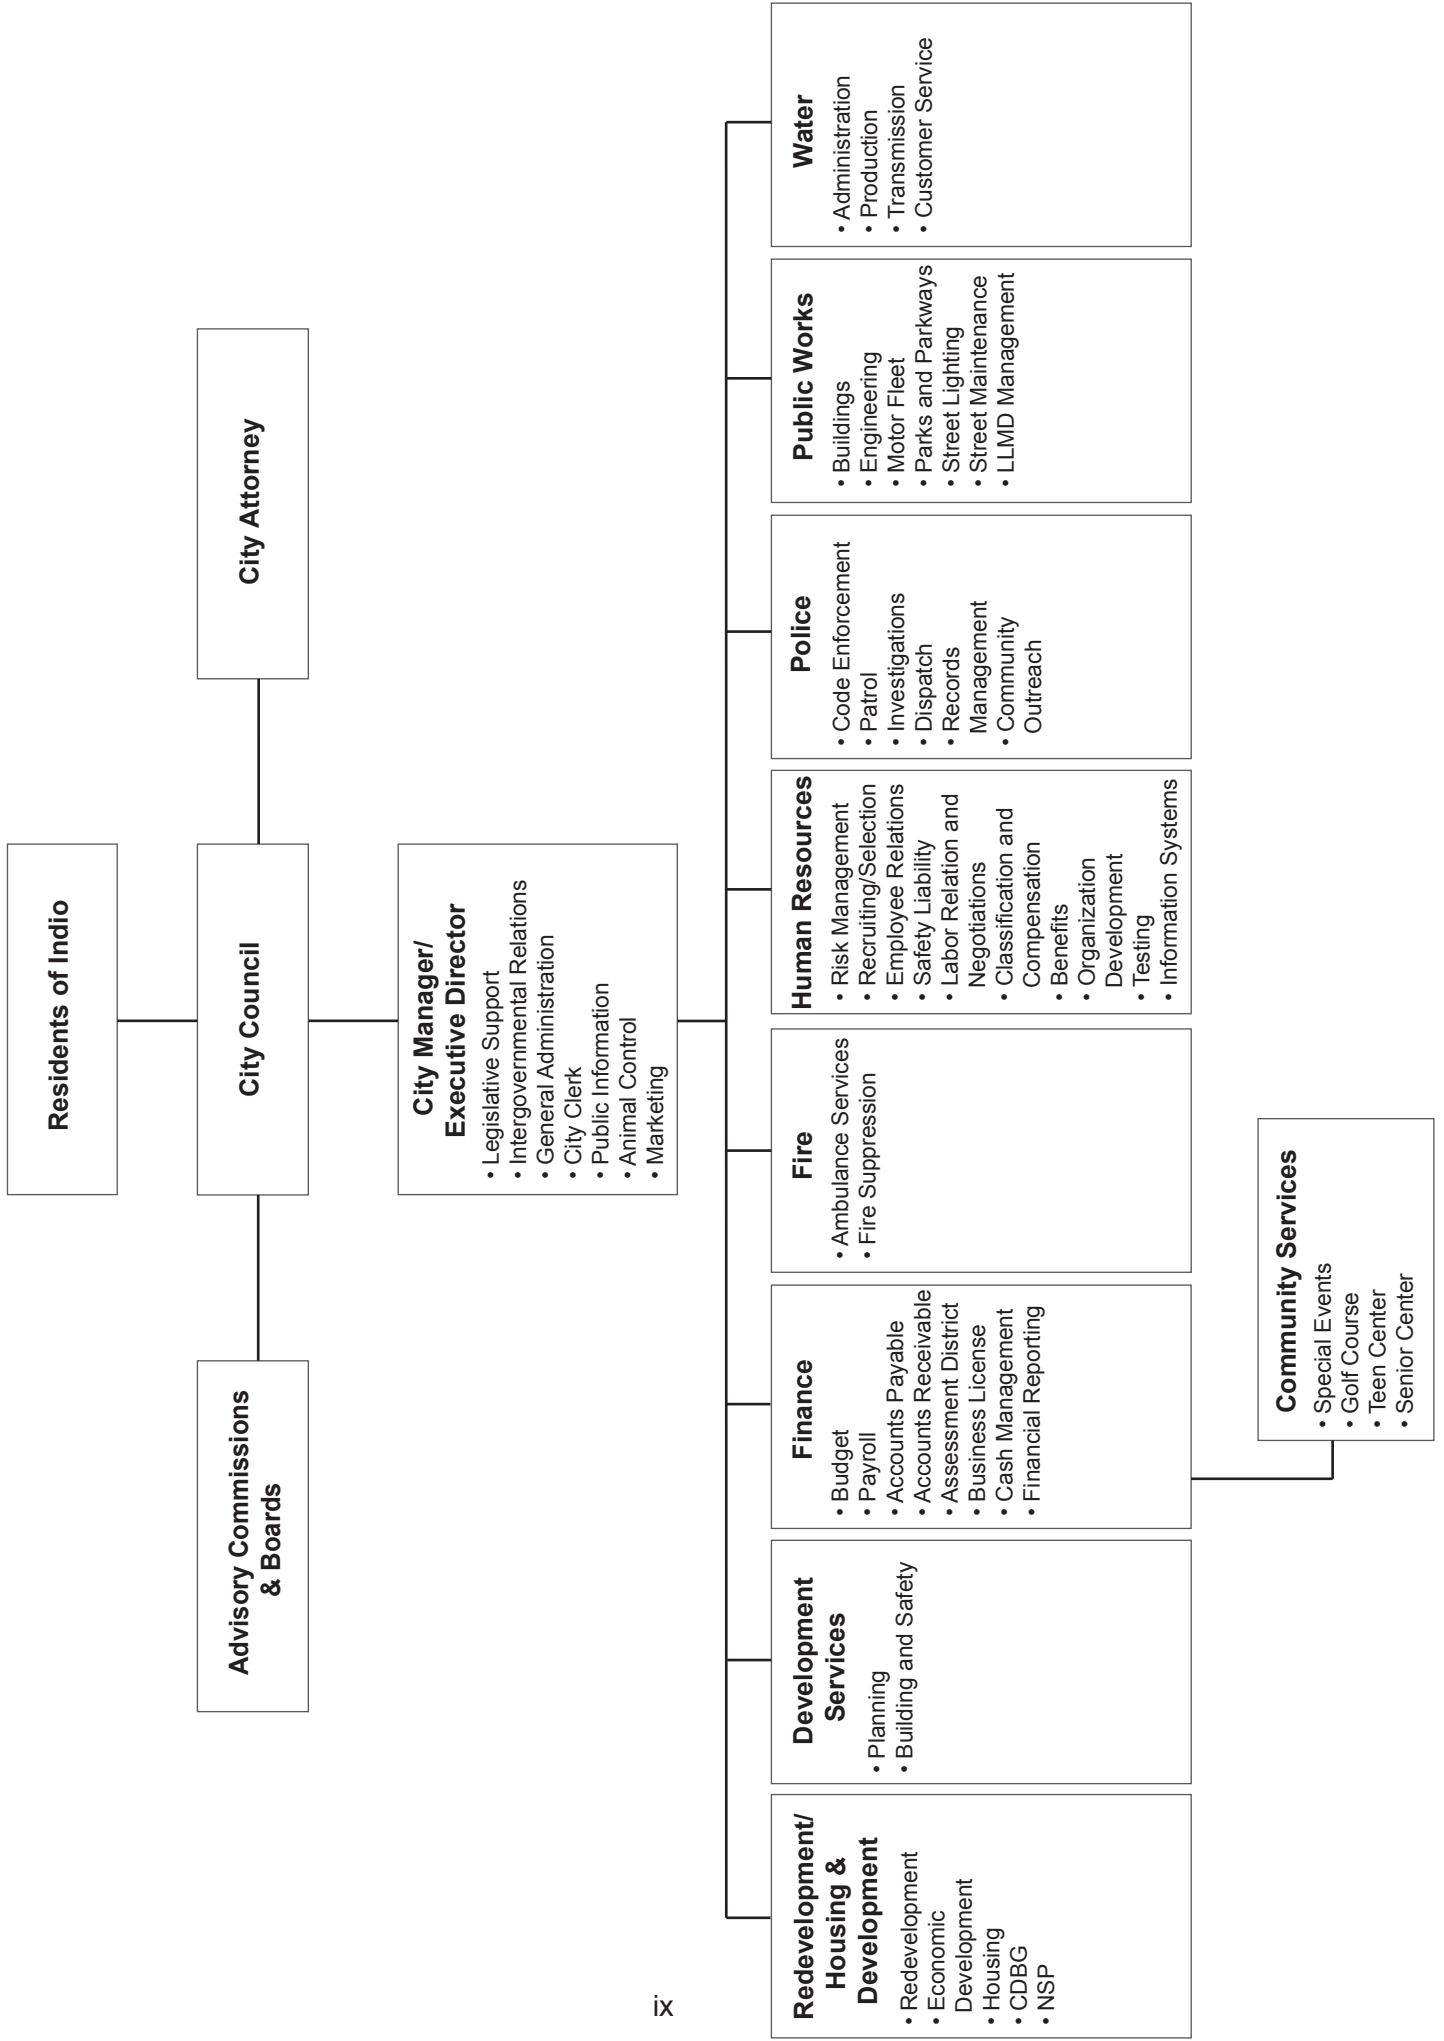 Residents of Indio
Advisory Commissions
& Boards
City Council
City Attorney
City Manager/
Executive Director
• Legislative Support
• Intergovernmental Relations
• General Administration
• City Clerk
• Public Information
• Animal Control
• Marketing
Redevelopment/
Housing &
Development
• Redevelopment
• Economic
Development
• Housing
• CDBG
• NSP
Development
Services
• Planning
• Building and Safety
Finance
• Budget
• Payroll
• Accounts Payable
• Accounts Receivable
• Assessment District
• Business License
• Cash Management
• Financial Reporting
Fire
• Ambulance Services
• Fire Suppression
Human Resources
• Risk Management
• Recruiting/Selection
• Employee Relations
• Safety Liability
• Labor Relation and
Negotiations
• Classification and
Compensation
• Benefits
• Organization
Development
• Testing
• Information Systems
Police
• Code Enforcement
• Patrol
• Investigations
• Dispatch
• Records
Management
• Community
Outreach
Public Works
• Buildings
• Engineering
• Motor Fleet
• Parks and Parkways
• Street Lighting
• Street Maintenance
• LLMD Management
Water
• Administration
• Production
• Transmission
• Customer Service
Community Services
• Special Events
• Golf Course
• Teen Center
• Senior Center
ix